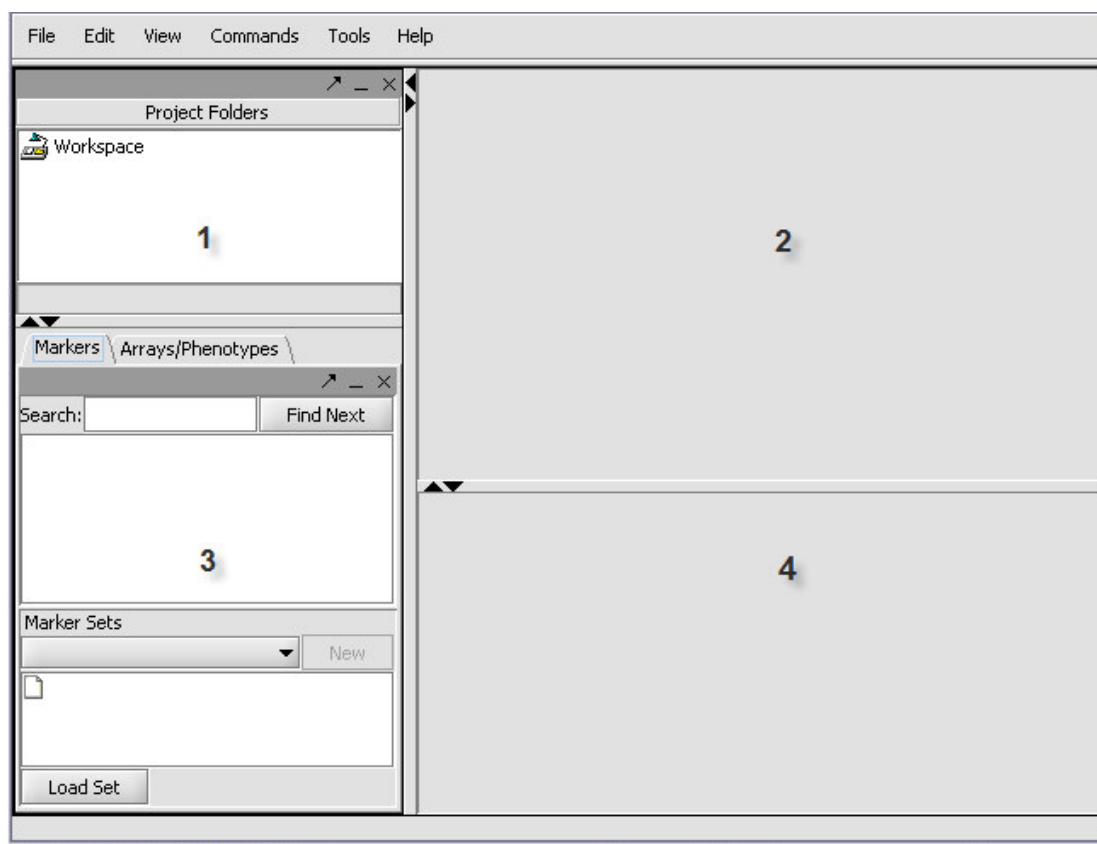 File Edit View Commands Tools Help
Project Folders
Workspace
1
2
Markers Arrays/Phenotypes
Search: Find Next
3
4
Marker Sets
New
Load Set